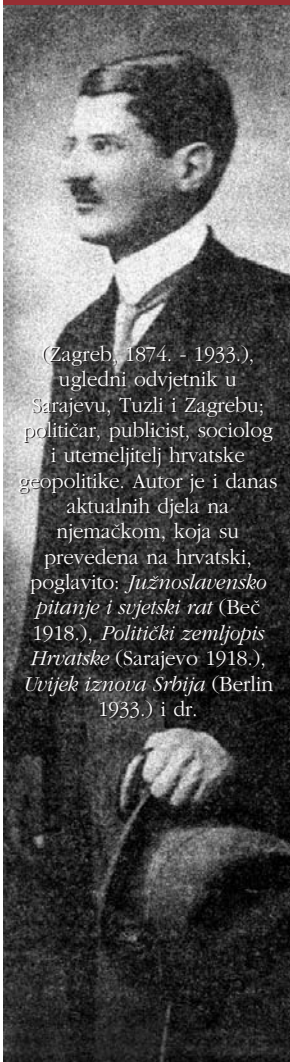 (Zagreb, 1874. - 1933.),
ugledni odvjetnik u
Sarajevu, Tuzli i Zagrebu;
političar, publicist, sociolog
i utemeljitelj hrvatske
geopolitike. Autor je i danas
aktualnih djela na
njemačkom, koja su
prevedena na hrvatski,
poglavito: Južnoslavensko
pitanje i svjetski rat (Beč
1918.), Politički zemljopis
Hrvatske (Sarajevo 1918.),
Uvijek iznova Srbija (Berlin
1933.) i dr.